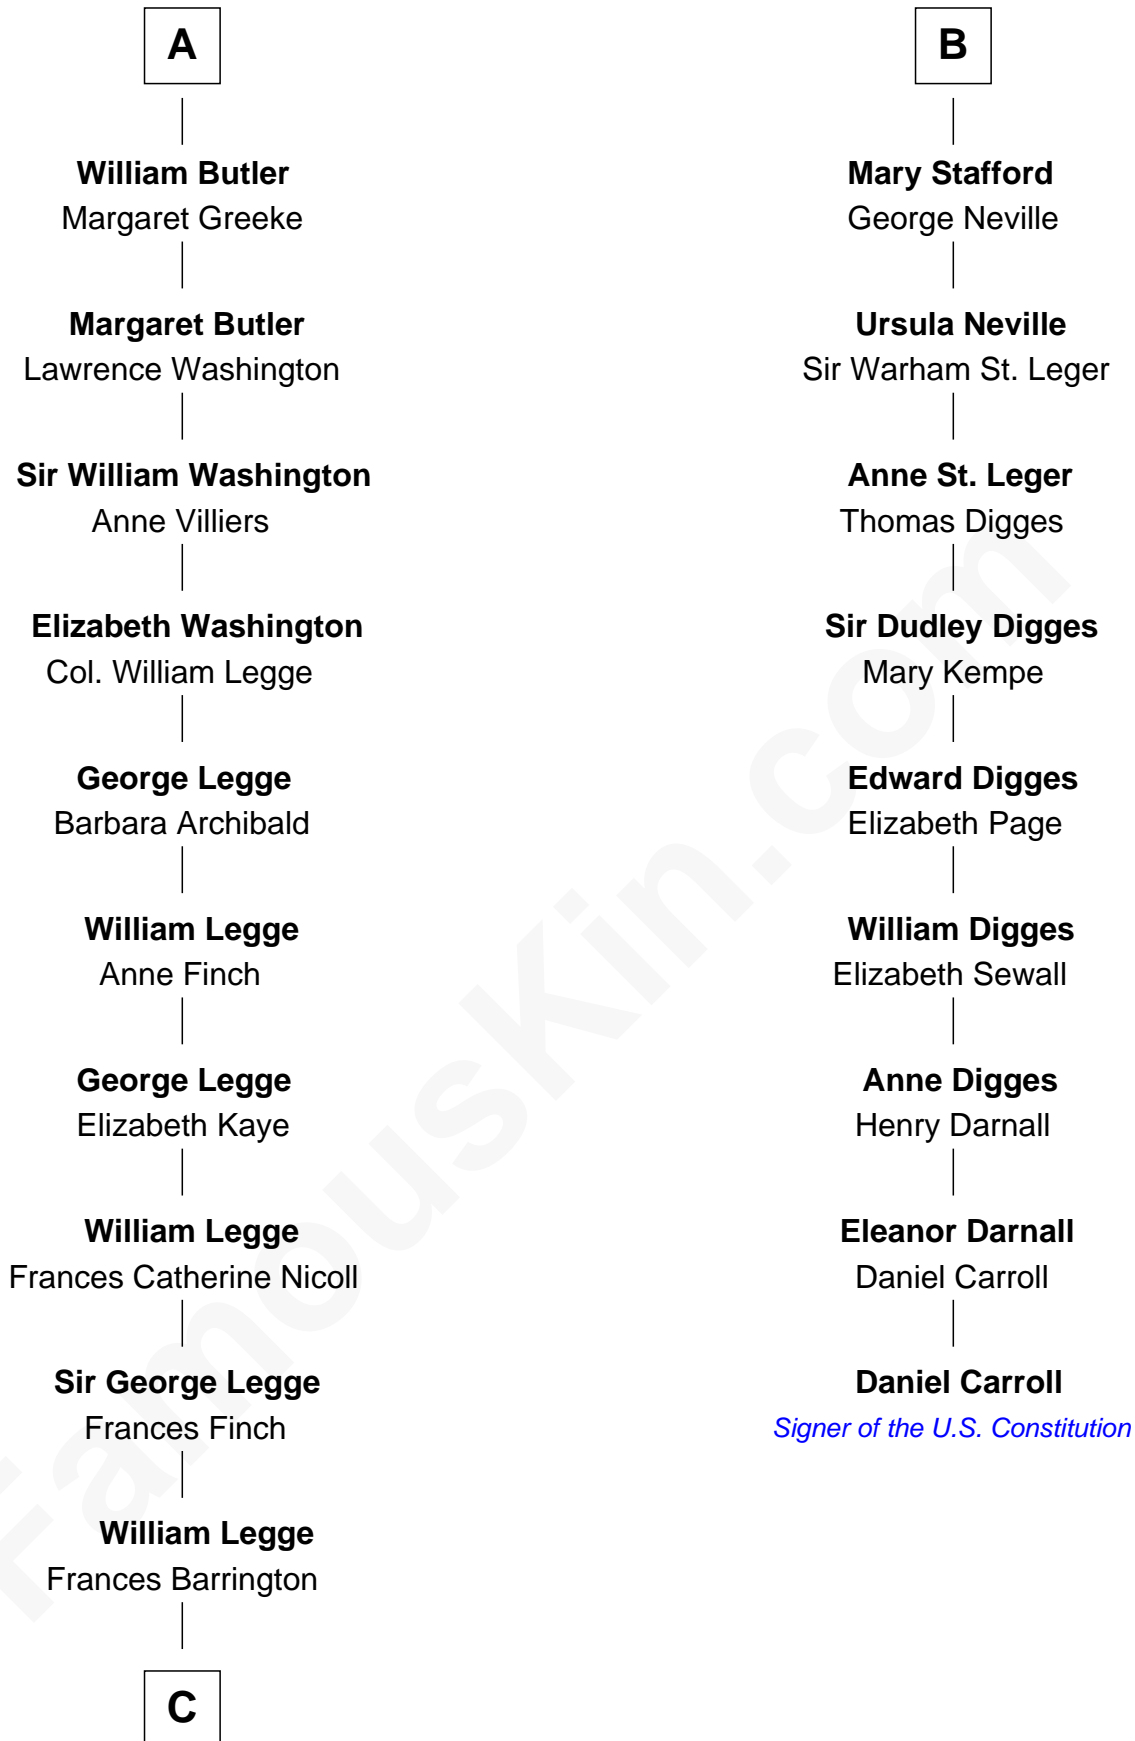 A
William Butler
Margaret Greeke
Margaret Butler
Lawrence Washington
Sir William Washington
Anne Villiers
Elizabeth Washington
Col. William Legge
George Legge
Barbara Archibald
William Legge
Anne Finch
George Legge
Elizabeth Kaye
William Legge
Frances Catherine Nicoll
Sir George Legge
Frances Finch
William Legge
Frances Barrington
C
B
Mary Stafford
George Neville
Ursula Neville
Sir Warham St. Leger
Anne St. Leger
Thomas Digges
Sir Dudley Digges
Mary Kempe
Edward Digges
Elizabeth Page
William Digges
Elizabeth Sewall
Anne Digges
Henry Darnall
Eleanor Darnall
Daniel Carroll
Daniel Carroll
Signer of the U.S. Constitution
FamousKin.com